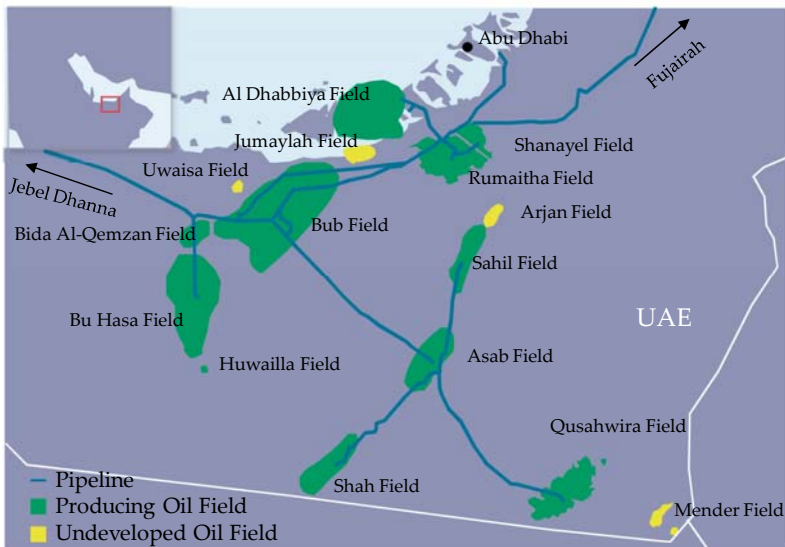 Abu Dhabi
Fujairah
Al Dhabbiya Field
Jumaylah Field
Shanayel Field
Uwaisa Field
Rumaitha Field
Jebel Dhanna
Arjan Field
Bub Field
Bida Al-Qemzan Field
Sahil Field
Bu Hasa Field
UAE
Huwailla Field
Asab Field
Qusahwira Field
Shah Field
Mender Field
Pipeline
Producing Oil Field
Undeveloped Oil Field